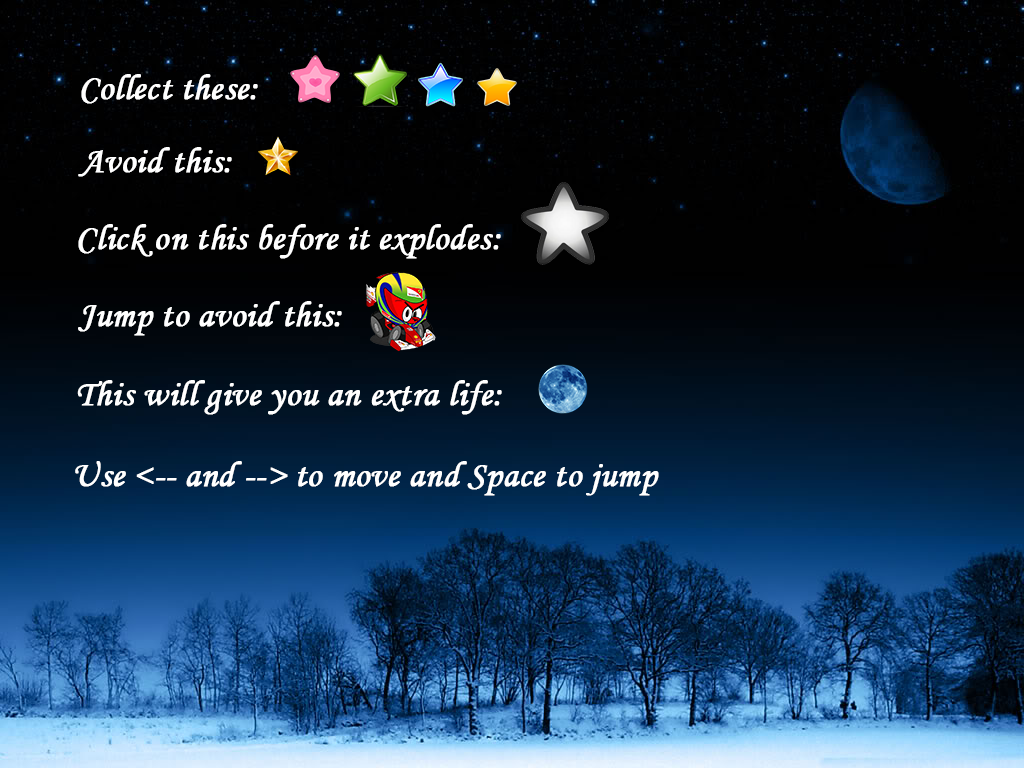 Collect these:
Avoid this:
Click on this before it explodes:
Jump to avoid this:
This will give you an extra life:
Use <-- and --> to move and Space to jump